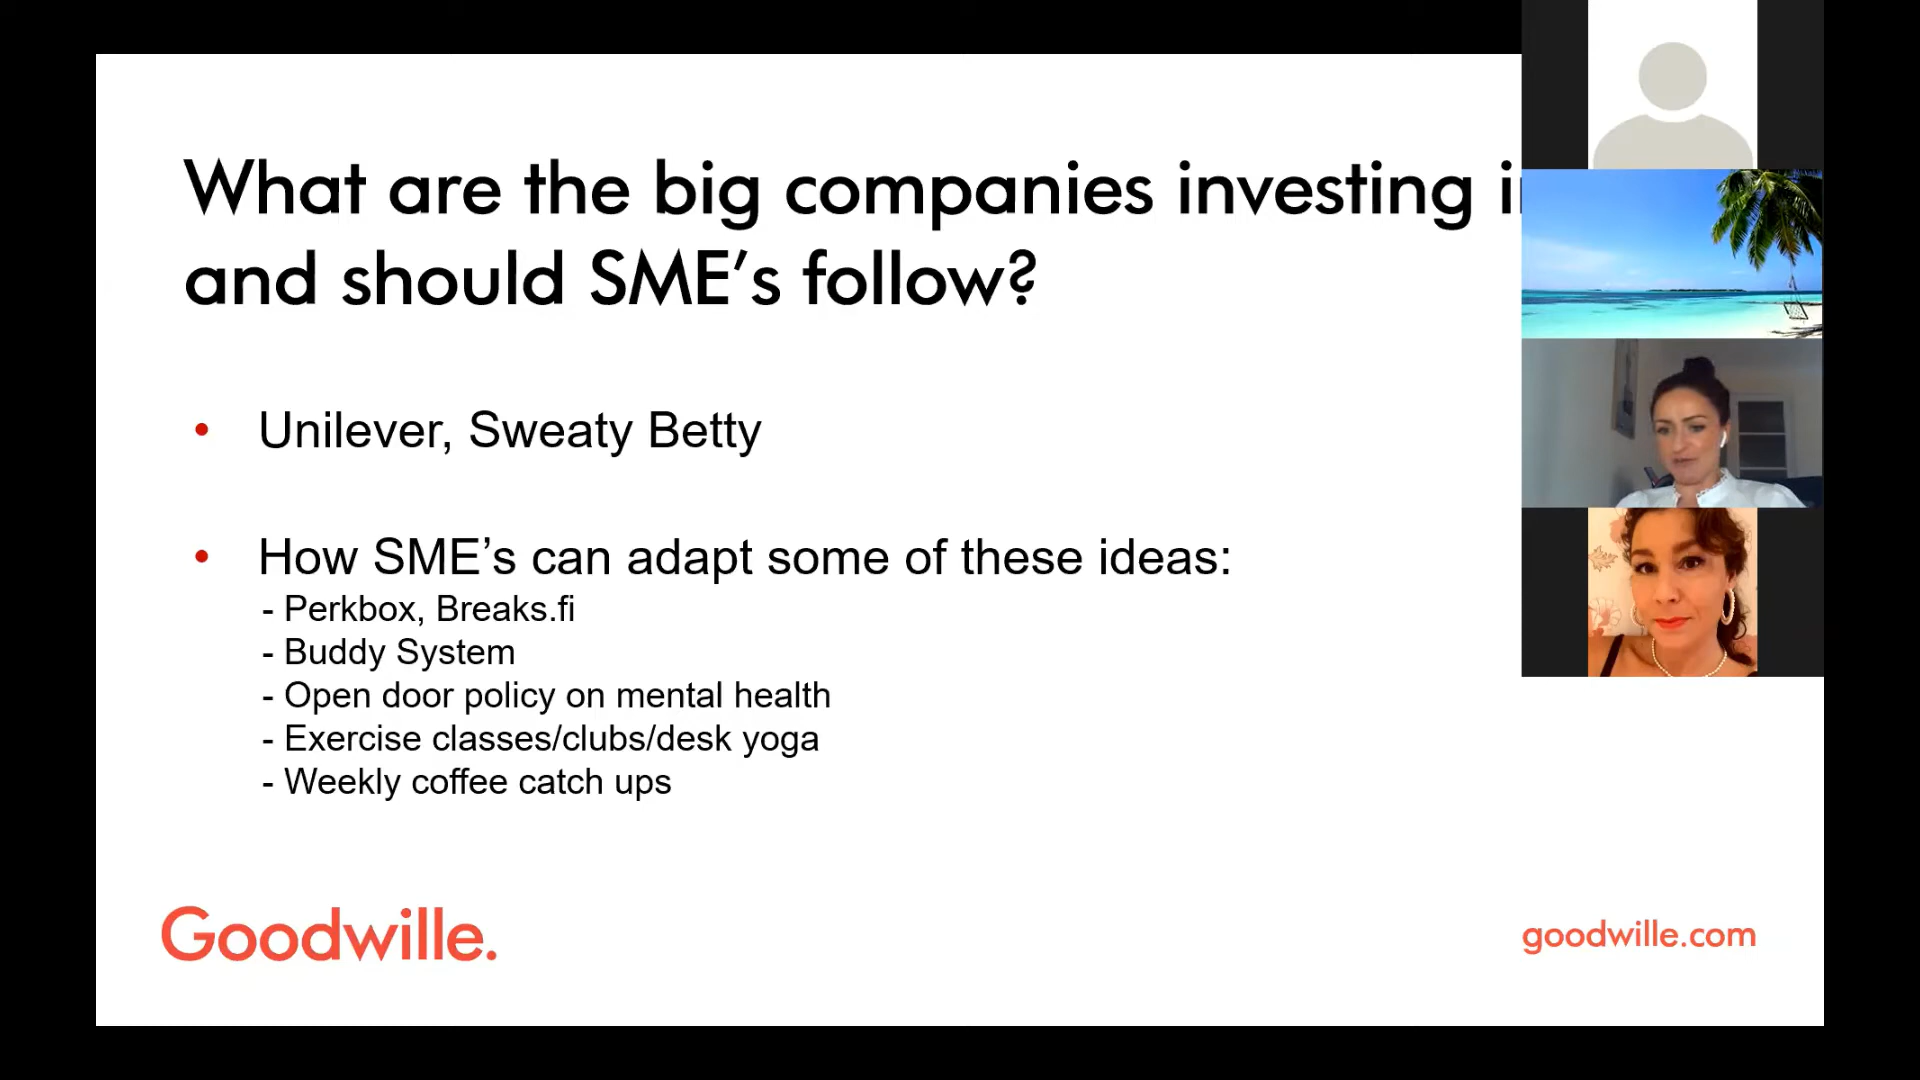 What are the big companies investing
and should SME’s follow?
• Unilever, Sweaty Betty
• How SME’s can adapt some of these ideas:
- Perkbox, Breaks.fi
- Buddy System
- Open door policy on mental health
- Exercise classes/clubs/desk yoga
- Weekly coffee catch ups
Goodwille.
goodwille.com